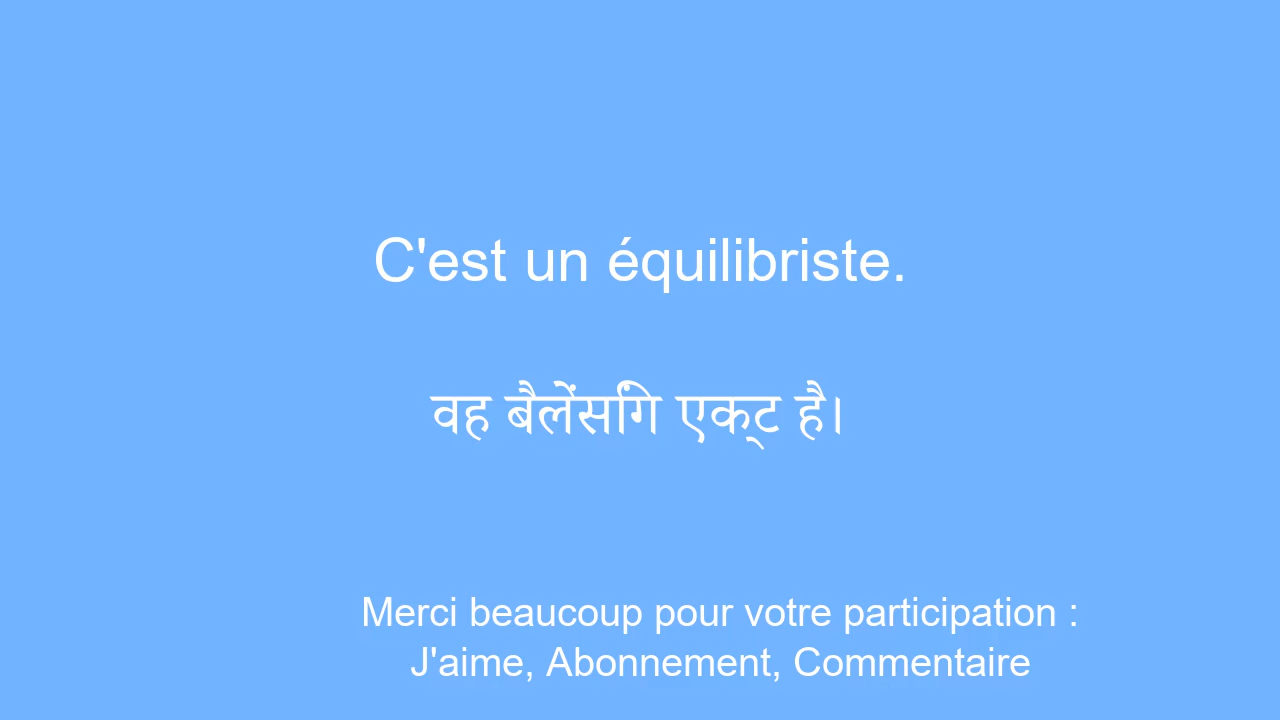 C'est un équilibriste.
वह बैलेंसिंग एक्ट है।
Merci beaucoup pour votre participation :
J'aime, Abonnement, Commentaire